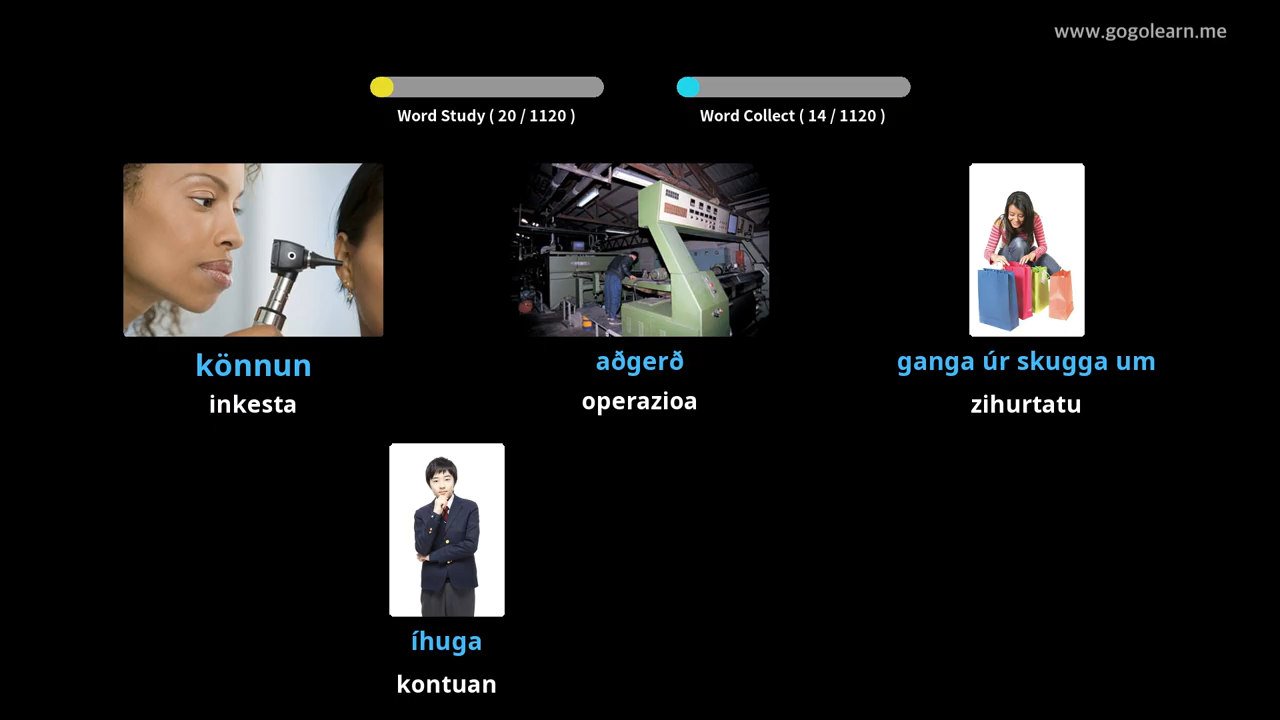 www.gogolearn.me
Word Study ( 20 / 1120 )
Word Collect ( 14 / 1120 )
könnun
inkesta
aðgerð
operazioa
ganga úr skugga um
zihurtatu
íhuga
kontuan